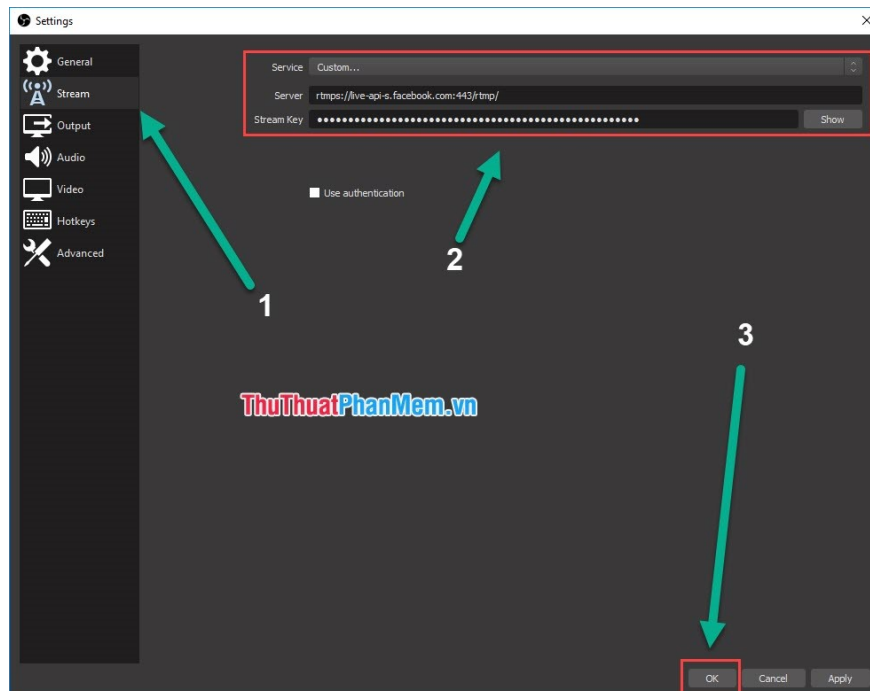 Settings
General
Stream
Output
Audio
Video
Hotkeys
Advanced
Service Custom...
Server rtmps://live-api-s.facebook.com:443/rtmp/
Stream Key •••••••••••••••••••••••••••••••••••••••••••••••••••• Show
Use authentication
1
2
3
ThuThuatPhanMem.vn
OK Cancel Apply